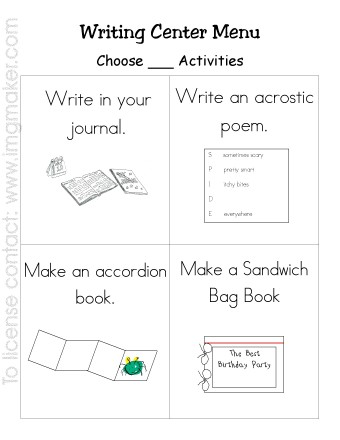 Writing Center Menu
Choose ___ Activities
Write in your
journal.
Write an acrostic
poem.
S sometimes scary
P pretty smart
I itchy bites
D
E everywhere
Make an accordion
book.
Make a Sandwich
Bag Book
The Best
Birthday Party
To license contact: www.imgmaker.com